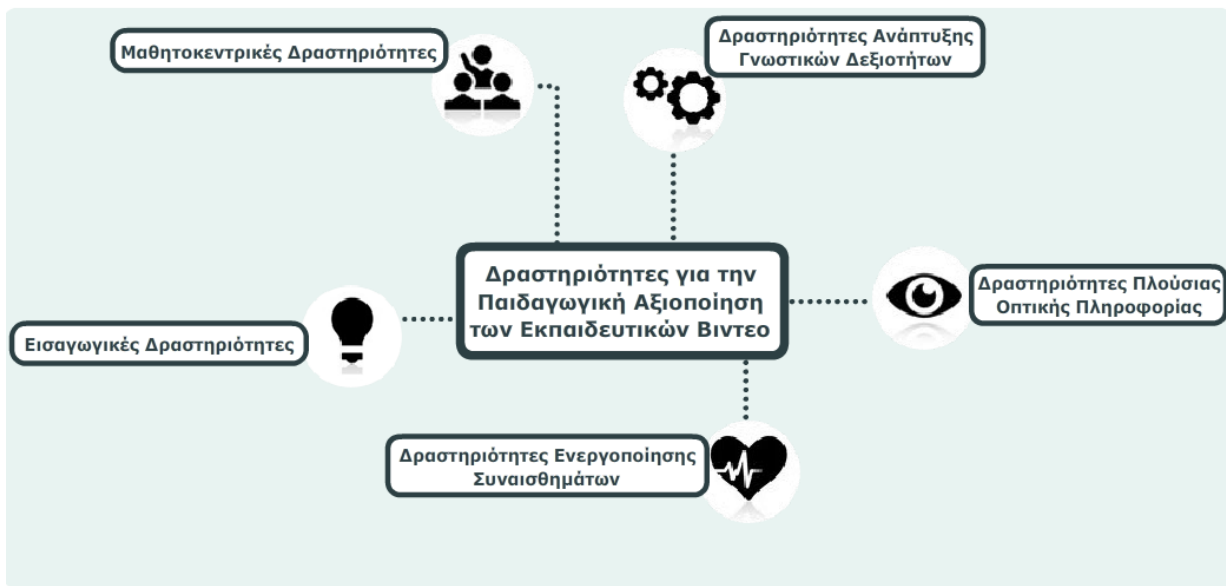 Μαθητοκεντρικές Δραστηριότητες
Δραστηριότητες Ανάπτυξης
Γνωστικών Δεξιοτήτων
Δραστηριότητες για την
Παιδαγωγική Αξιοποίηση
των Εκπαιδευτικών Βιντεο
Δραστηριότητες Πλούσιας
Οπτικής Πληροφορίας
Εισαγωγικές Δραστηριότητες
Δραστηριότητες Ενεργοποίησης
Συναισθημάτων